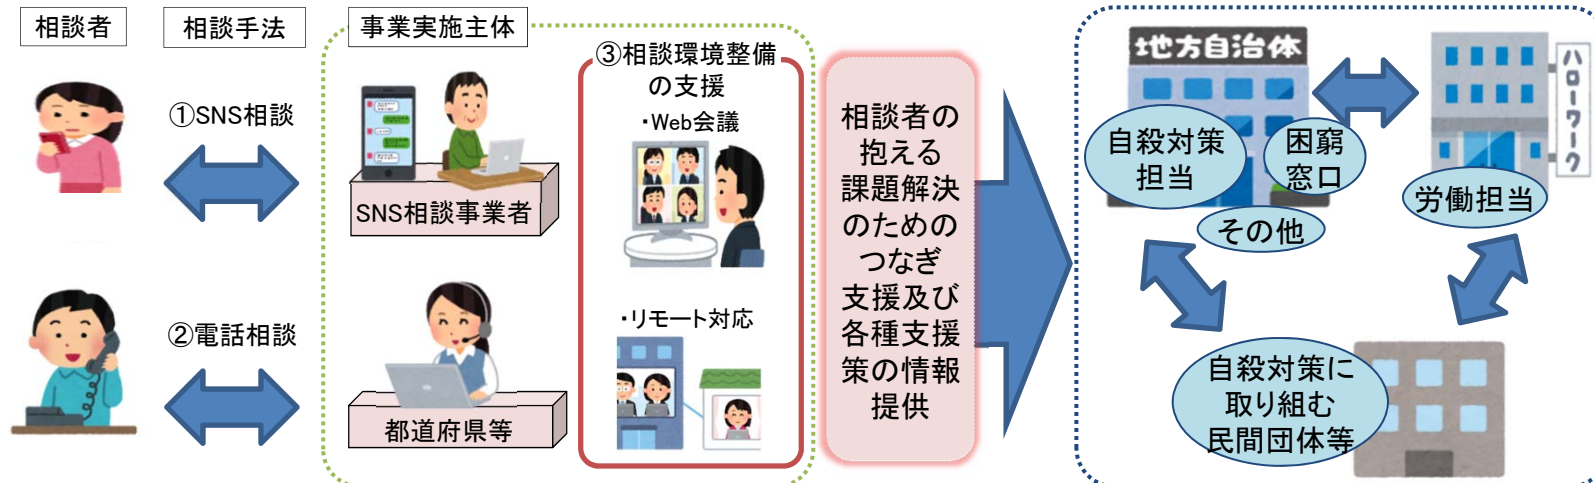 相談者
相談手法
事業実施主体
①SNS相談
②電話相談
SNS相談事業者
都道府県等
③相談環境整備
の支援
・Web会議
・リモート対応
相談者の
抱える
課題解決
のための
つなぎ
支援及び
各種支援
策の情報
提供
地方自治体
自殺対策
担当
困窮
窓口
その他
ハローワーク
労働担当
自殺対策に
取り組む
民間団体等